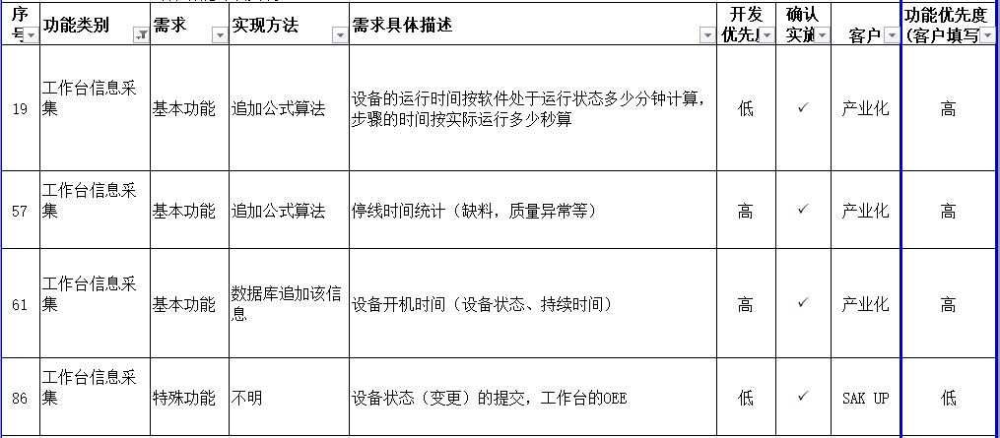 序号 功能类别 需求 实现方法 需求具体描述 开发优先 确认实施 客户 功能优先度(客户填写
19 工作台信息采集 基本功能 追加公式算法 设备的运行时间按软件处于运行状态多少分钟计算,步骤的时间按实际运行多少秒算 低 ✓ 产业化 高
57 工作台信息采集 基本功能 追加公式算法 停线时间统计(缺料,质量异常等) 高 ✓ 产业化 高
61 工作台信息采集 基本功能 数据库追加该信息 设备开机时间(设备状态、持续时间) 高 ✓ 产业化 高
86 工作台信息采集 特殊功能 不明 设备状态(变更)的提交,工作台的OEE 低 ✓ SAK UP 低